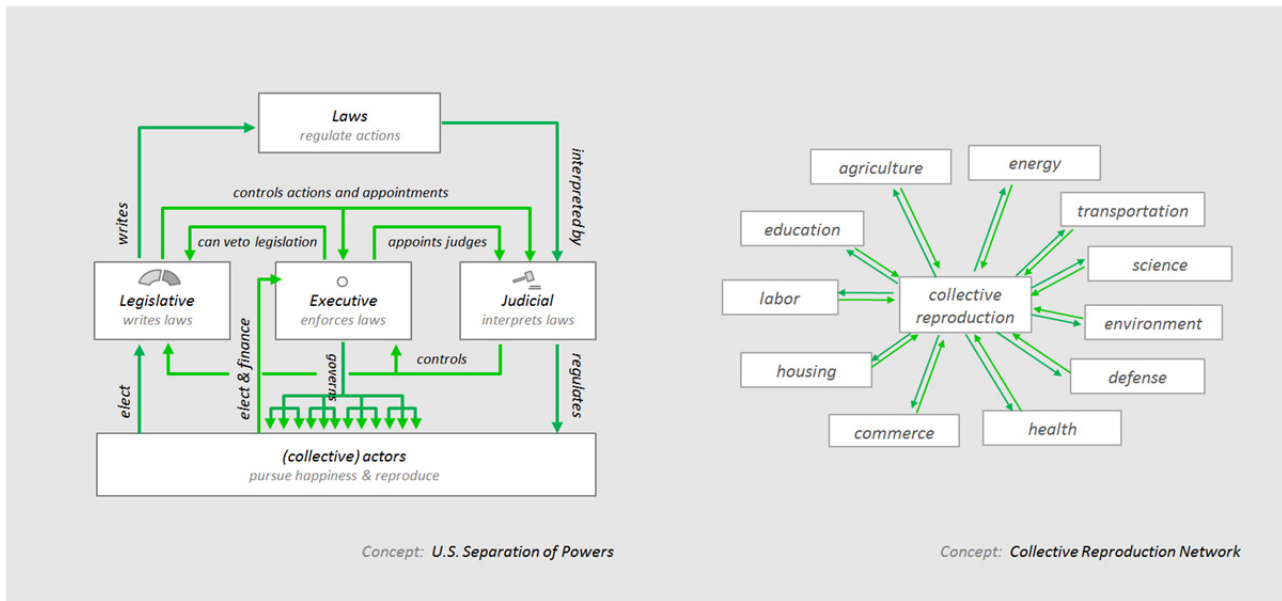 Laws
regulate actions
writes
interpreted by
controls actions and appointments
can veto legislation
appoints judges
Legislative
writes laws
Executive
enforces laws
Judicial
interprets laws
elect
elect & finance
governs
controls
regulates
(collective) actors
pursue happiness & reproduce
Concept: U.S. Separation of Powers
agriculture
energy
education
transportation
labor
science
collective
reproduction
environment
housing
defense
commerce
health
Concept: Collective Reproduction Network